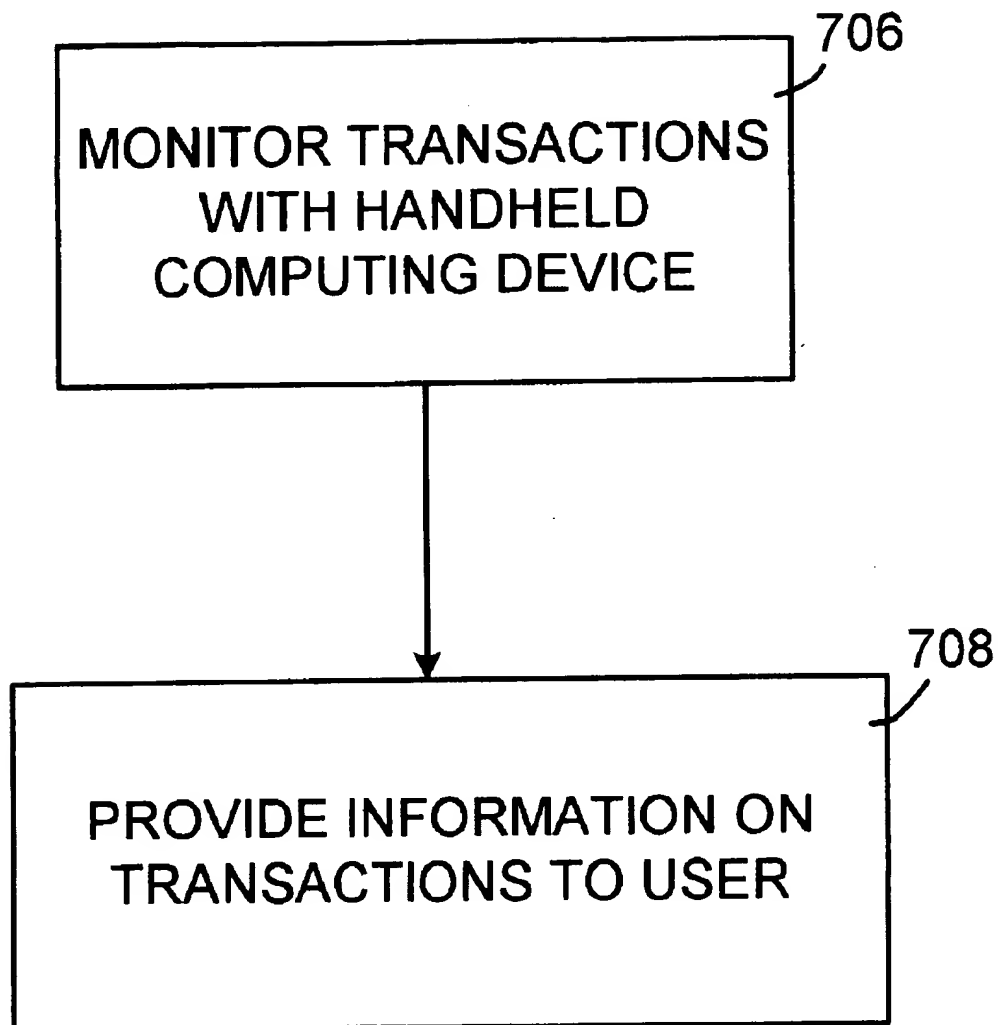 706
MONITOR TRANSACTIONS
WITH HANDHELD
COMPUTING DEVICE
708
PROVIDE INFORMATION ON
TRANSACTIONS TO USER